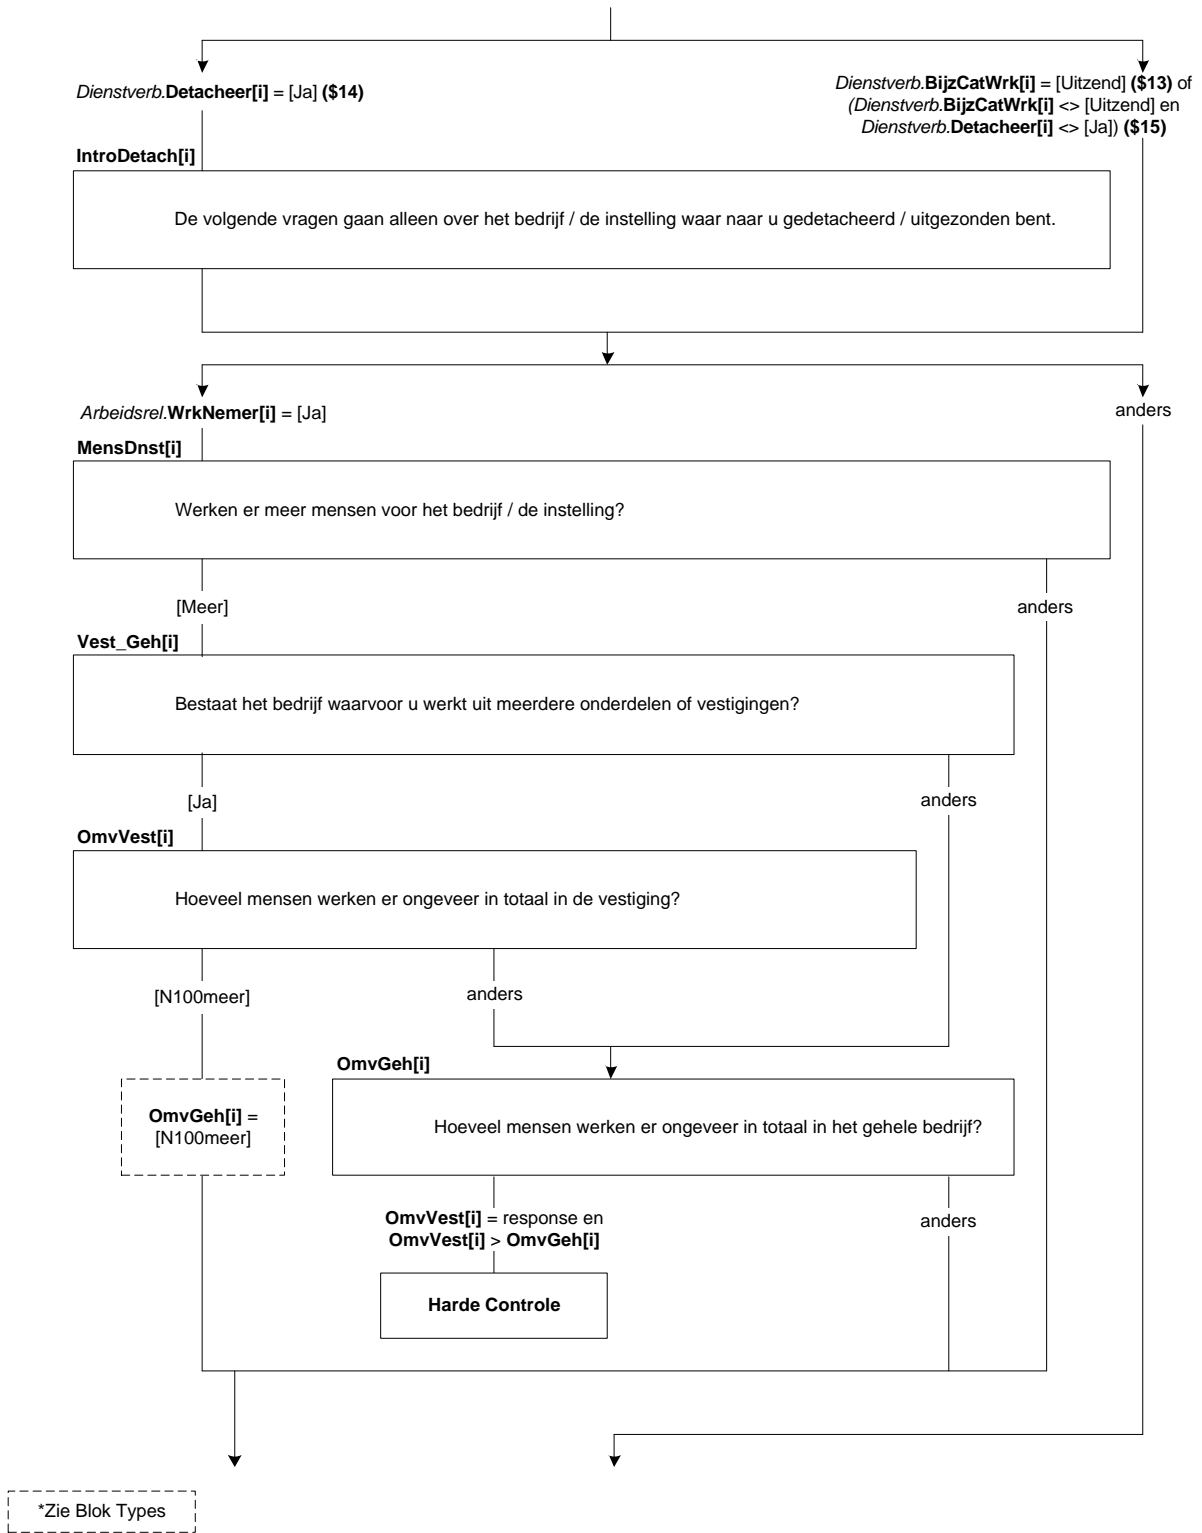 Dienstverb.Detacheer[i] = [Ja] ($14)
Dienstverb.BijzCatWrk[i] = [Uitzend] ($13) of
(Dienstverb.BijzCatWrk[i] <> [Uitzend] en
Dienstverb.Detacheer[i] <> [Ja]) ($15)
IntroDetach[i]
De volgende vragen gaan alleen over het bedrijf / de instelling waar naar u gedetacheerd / uitgezonden bent.
Arbeidsrel.WrkNemer[i] = [Ja]
anders
MensDnst[i]
Werken er meer mensen voor het bedrijf / de instelling?
[Meer]
anders
Vest_Geh[i]
Bestaat het bedrijf waarvoor u werkt uit meerdere onderdelen of vestigingen?
[Ja]
anders
OmvVest[i]
Hoeveel mensen werken er ongeveer in totaal in de vestiging?
[N100meer]
anders
OmvGeh[i]
OmvGeh[i] =
[N100meer]
Hoeveel mensen werken er ongeveer in totaal in het gehele bedrijf?
OmvVest[i] = response en
OmvVest[i] > OmvGeh[i]
anders
Harde Controle
*Zie Blok Types